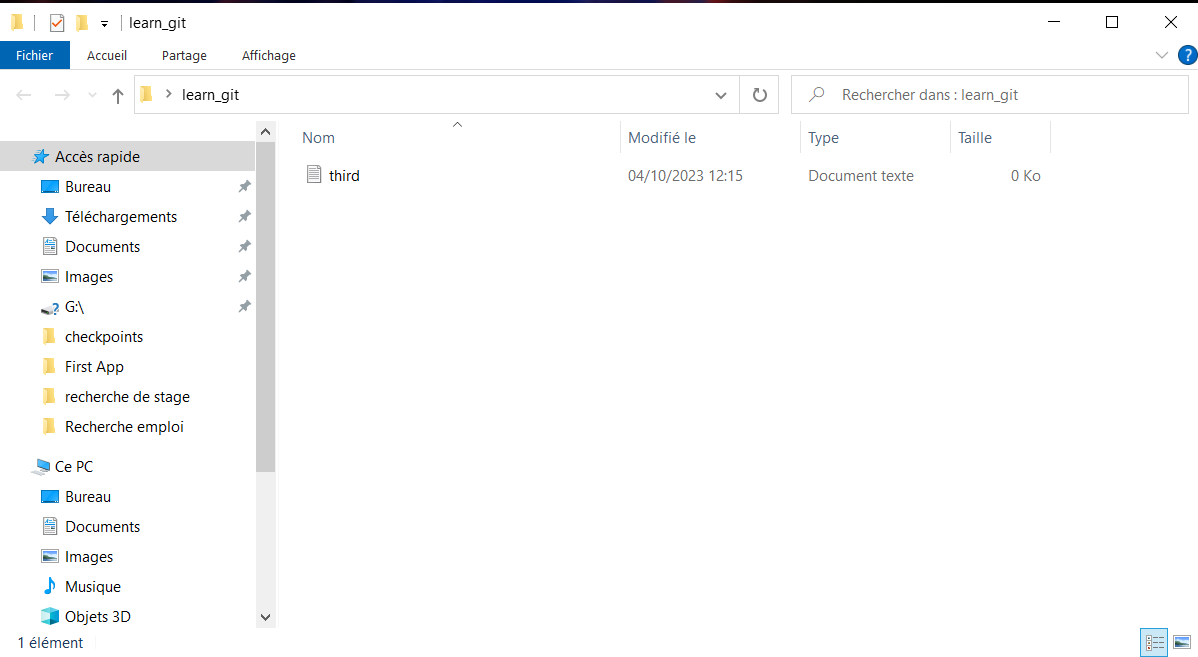 learn_git
Fichier Accueil Partage Affichage ?
learn_git Rechercher dans : learn_git
Nom Modifié le Type Taille
third 04/10/2023 12:15 Document texte 0 Ko
Accès rapide
Bureau
Téléchargements
Documents
Images
G:\
checkpoints
First App
recherche de stage
Recherche emploi
Ce PC
Bureau
Documents
Images
Musique
Objets 3D
1 élément